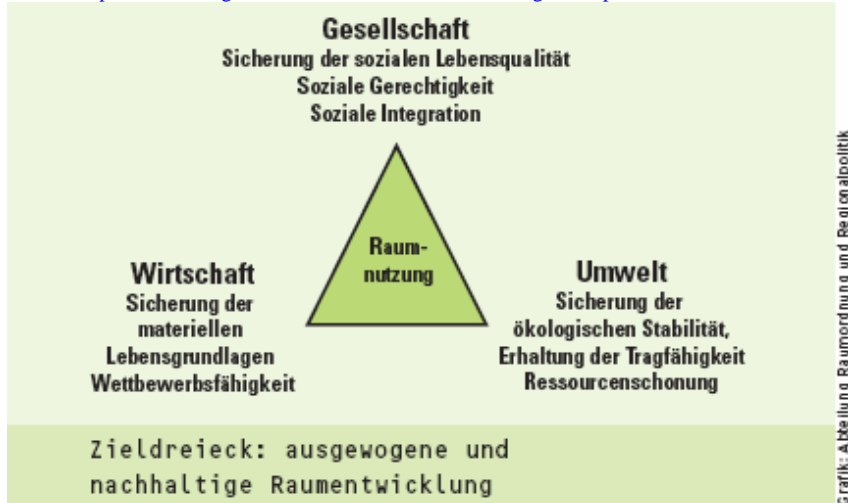 Gesellschaft
Sicherung der sozialen Lebensqualität
Soziale Gerechtigkeit
Soziale Integration
Raum-
nutzung
Wirtschaft
Sicherung der
materiellen
Lebensgrundlagen
Wettbewerbsfähigkeit
Umwelt
Sicherung der
ökologischen Stabilität,
Erhaltung der Tragfähigkeit
Ressourcenschonung
Zieldreieck: ausgewogene und
nachhaltige Raumentwicklung
Grafik: Abteilung Raumordnung und Regionalpolitik